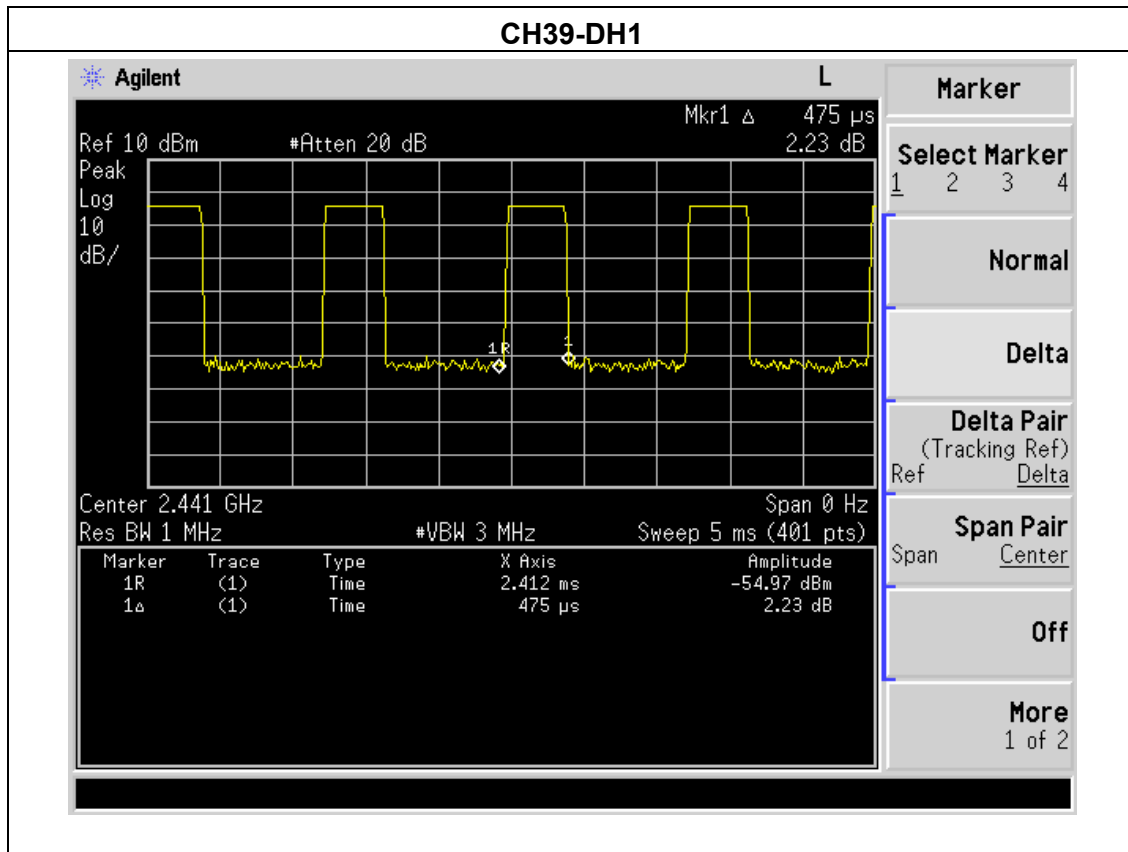 CH39-DH1
Agilent L
Mkr1 Δ 475 µs
Ref 10 dBm #Atten 20 dB 2.23 dB
Peak
Log
10
dB/
1R 1
Center 2.441 GHz Span 0 Hz
Res BW 1 MHz #VBW 3 MHz Sweep 5 ms (401 pts)
Marker Trace Type X Axis Amplitude
1R (1) Time 2.412 ms -54.97 dBm
1Δ (1) Time 475 µs 2.23 dB
Marker
Select Marker
1 2 3 4
Normal
Delta
Delta Pair
(Tracking Ref)
Ref Delta
Span Pair
Span Center
Off
More
1 of 2